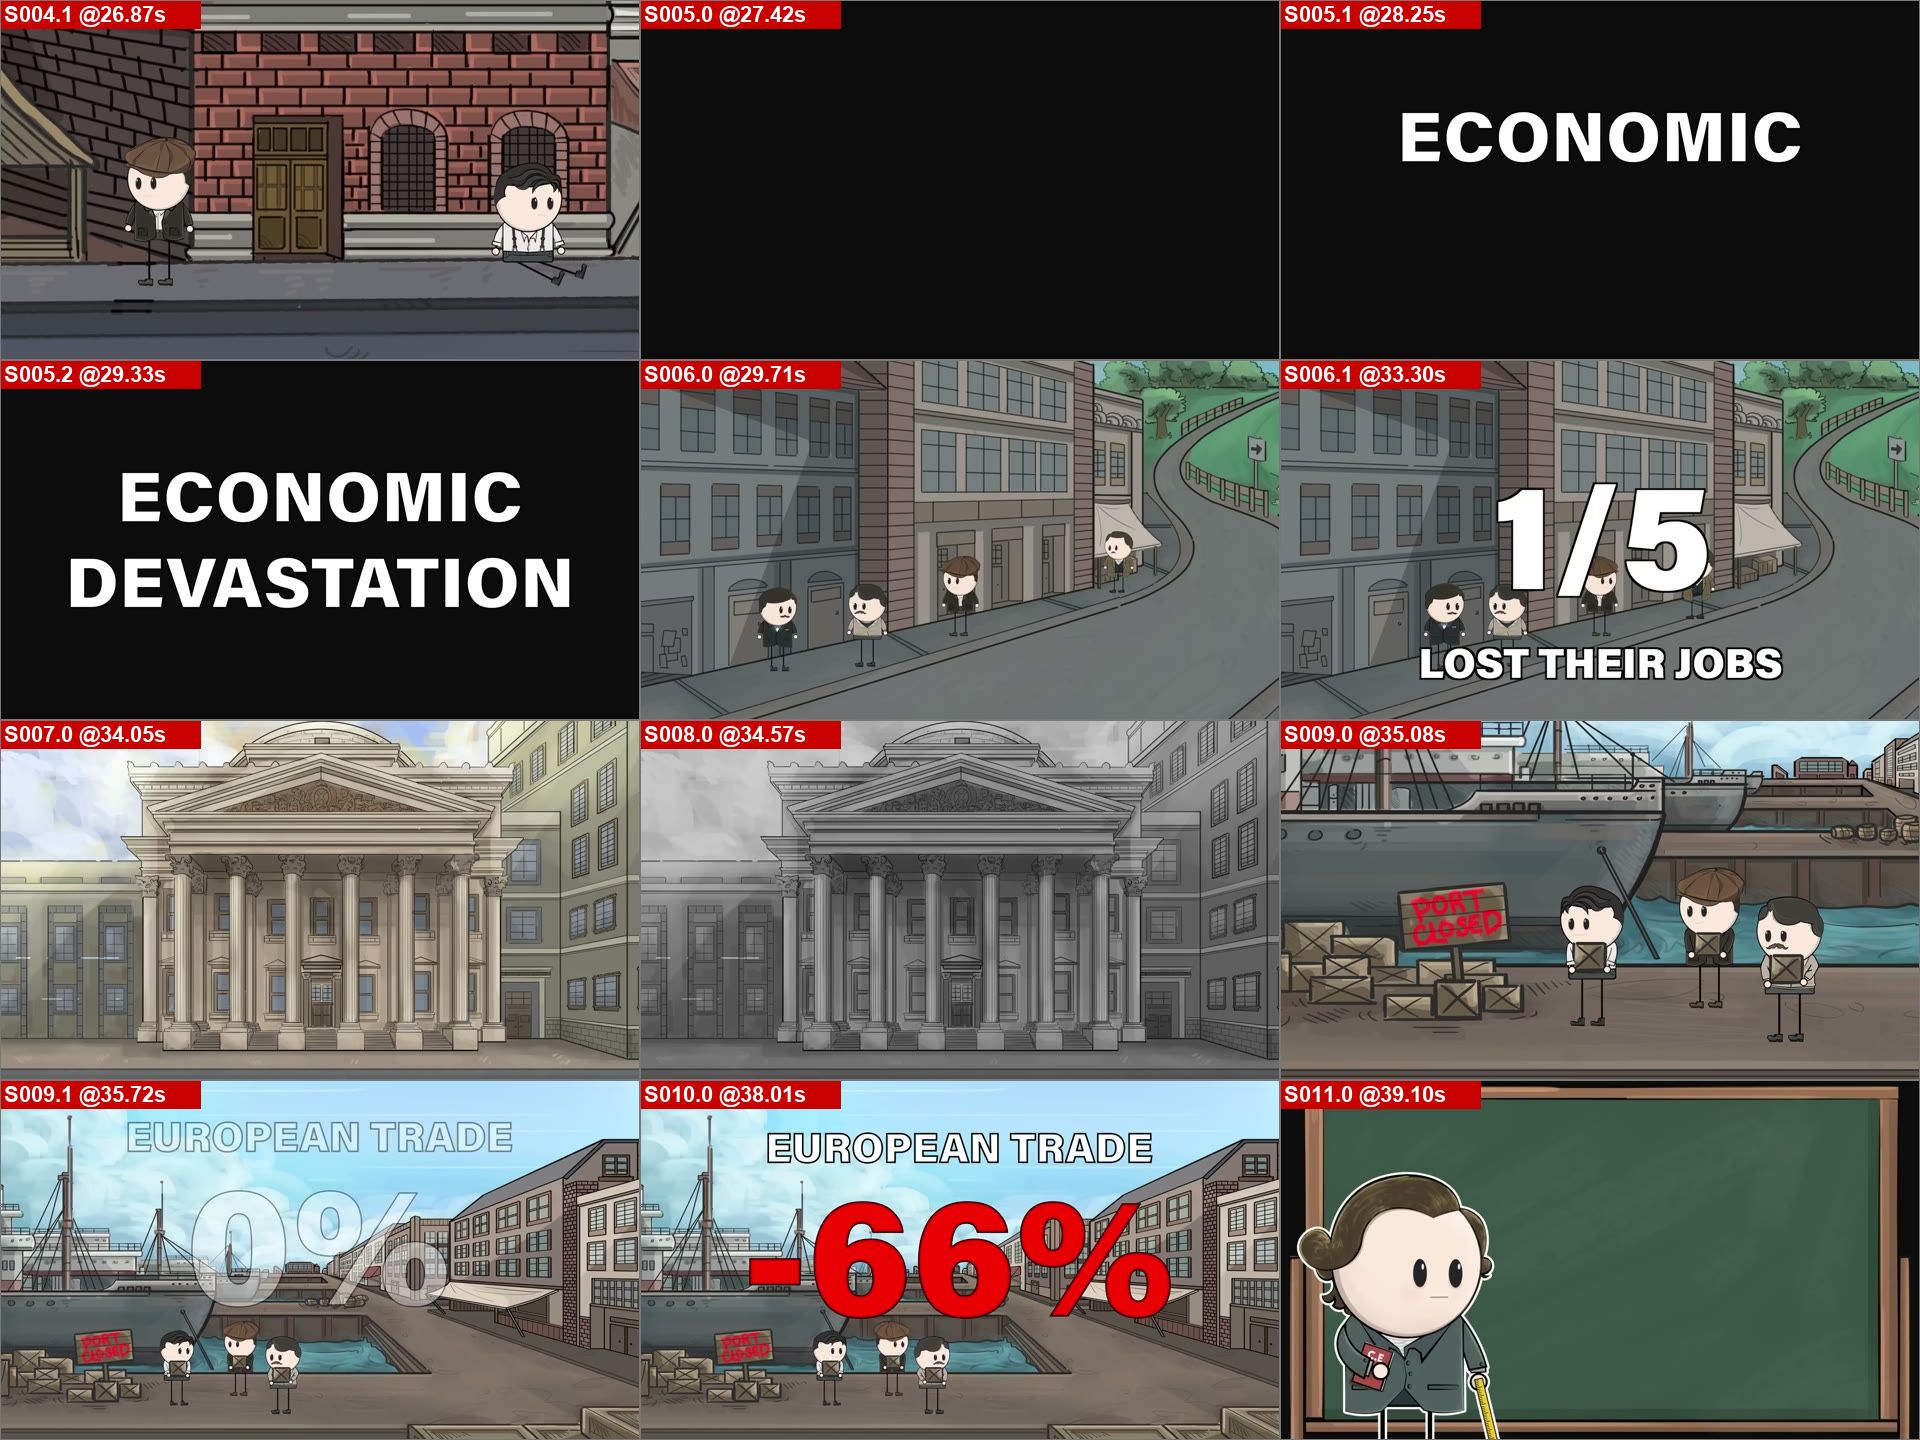 S004.1 @26.87s
S005.0 @27.42s
S005.1 @28.25s
ECONOMIC
S005.2 @29.33s
ECONOMIC
DEVASTATION
S006.0 @29.71s
S006.1 @33.30s
1/5
LOST THEIR JOBS
S007.0 @34.05s
S008.0 @34.57s
S009.0 @35.08s
PORT
CLOSED
S009.1 @35.72s
EUROPEAN TRADE
0%
PORT
CLOSED
S010.0 @38.01s
EUROPEAN TRADE
-66%
PORT
CLOSED
S011.0 @39.10s
C.E